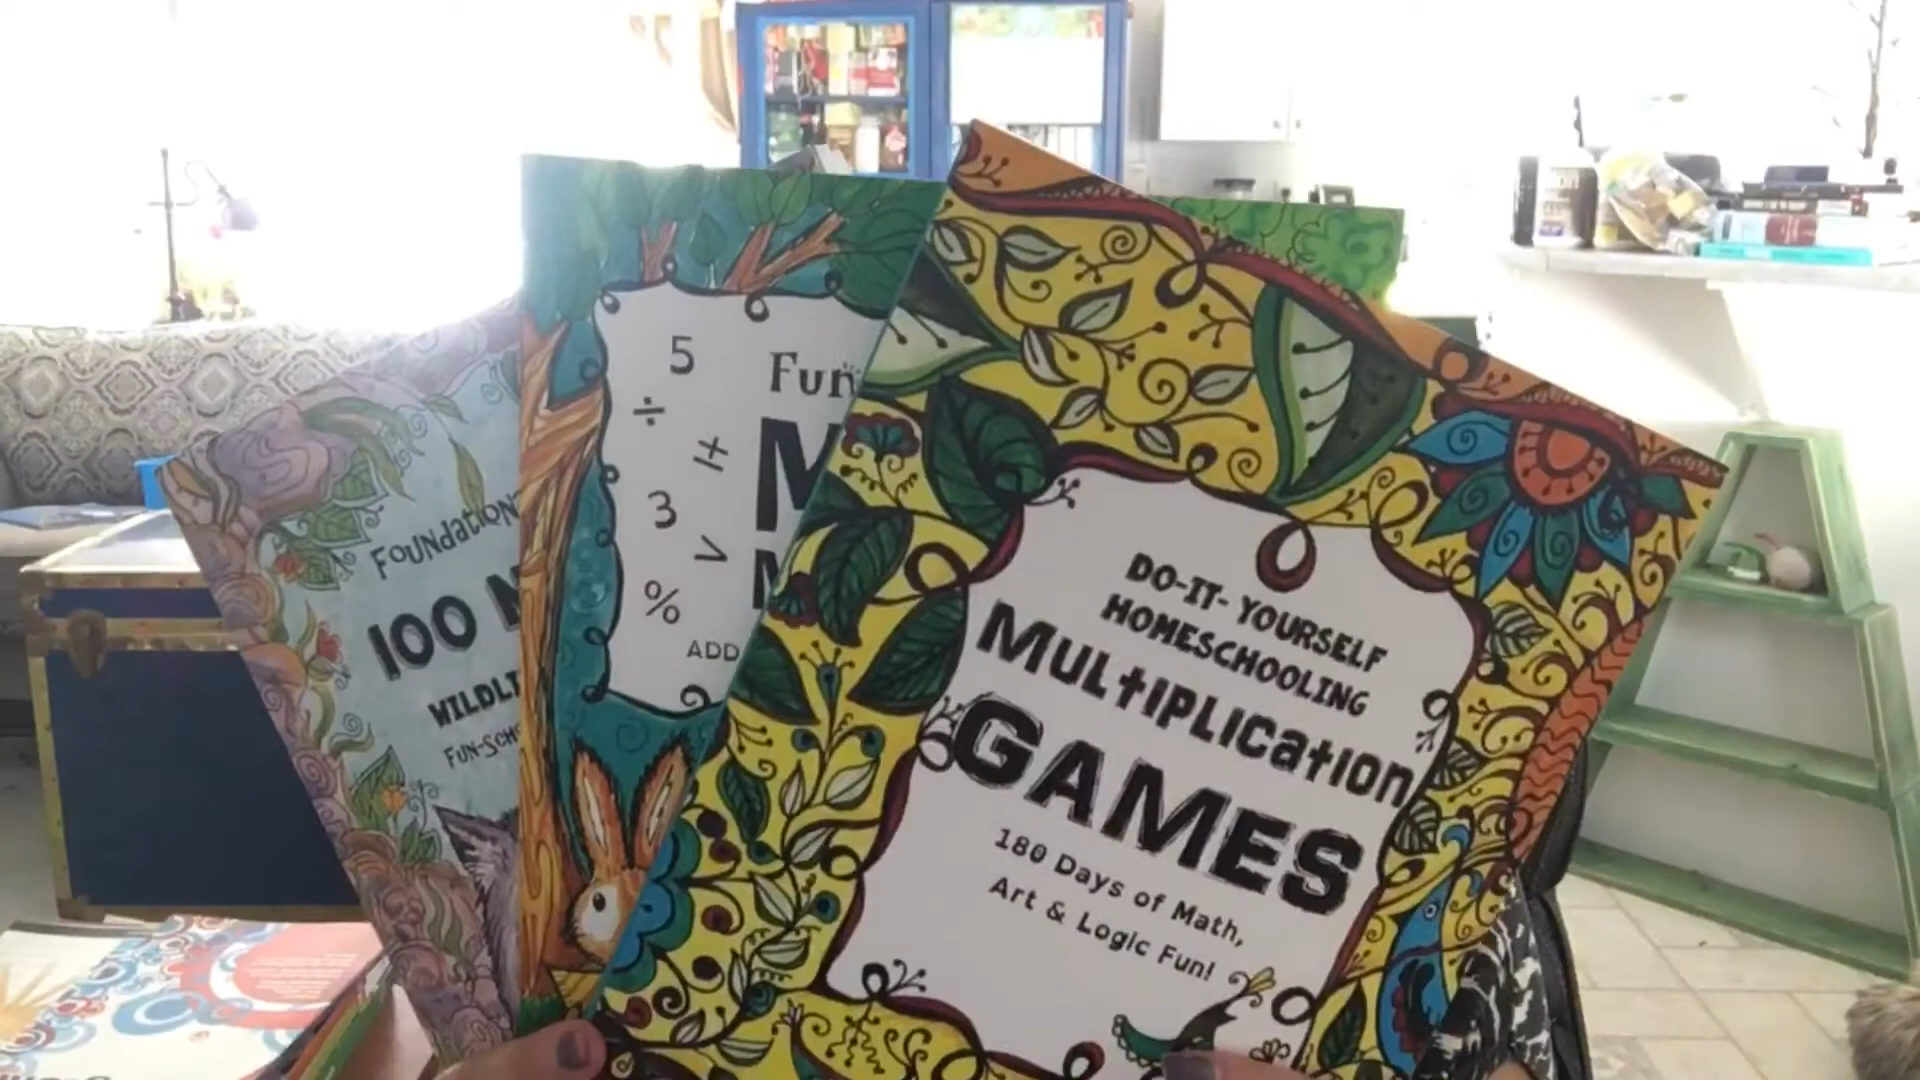 FOUNdatiON
100
WILDLI
FUN-SCH
5
÷
Fun
3
>
%
ADD
DO-IT-YOURSELF
HOMESCHOOLING
MULtIPLICatION
GAMES
180 Days of Math,
Art & Logic Fun!